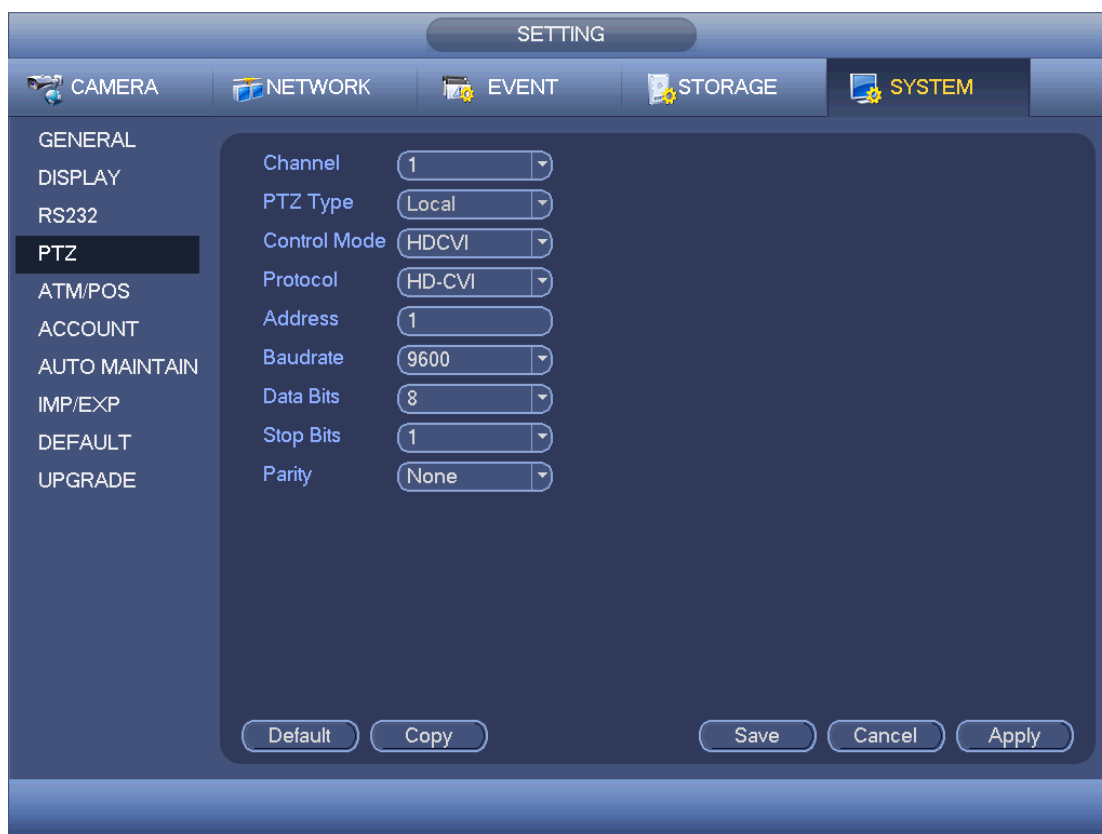 SETTING
CAMERA NETWORK EVENT STORAGE SYSTEM
GENERAL
DISPLAY
RS232
PTZ
ATM/POS
ACCOUNT
AUTO MAINTAIN
IMP/EXP
DEFAULT
UPGRADE
Channel 1
PTZ Type Local
Control Mode HDCVI
Protocol HD-CVI
Address 1
Baudrate 9600
Data Bits 8
Stop Bits 1
Parity None
Default Copy Save Cancel Apply